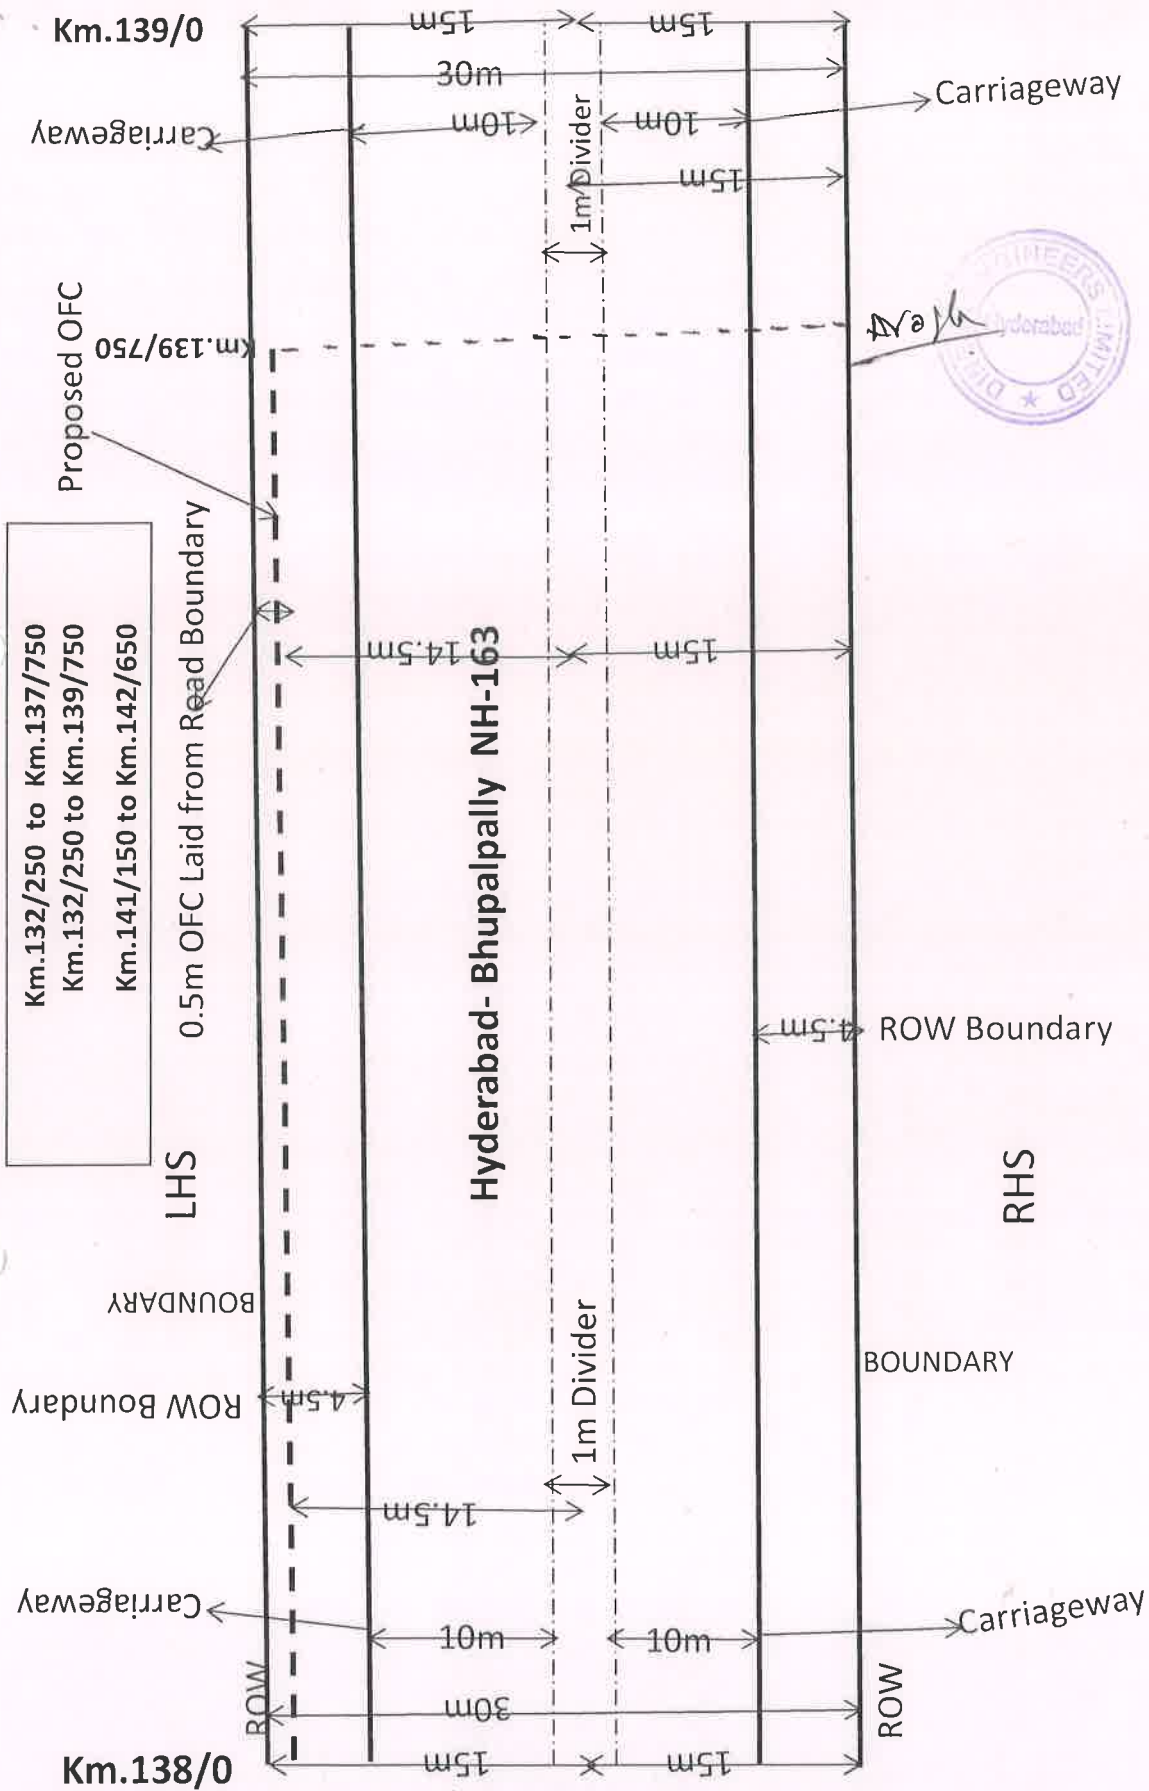 Km.139/0
15m
15m
30m
Carriageway
10m
10m
Carriageway
1m Divider
15m
Proposed OFC
Km.139/750
Hyderabad
ENGINEERS LIMITED
Km.132/250 to Km.137/750
Km.132/250 to Km.139/750
Km.141/150 to Km.142/650
0.5m OFC Laid from Road Boundary
14.5m
15m
Hyderabad- Bhupalpally NH-163
4.5m
ROW Boundary
LHS
RHS
BOUNDARY
BOUNDARY
ROW Boundary
4.5m
1m Divider
14.5m
Carriageway
10m
10m
Carriageway
ROW
30m
ROW
Km.138/0
15m
15m